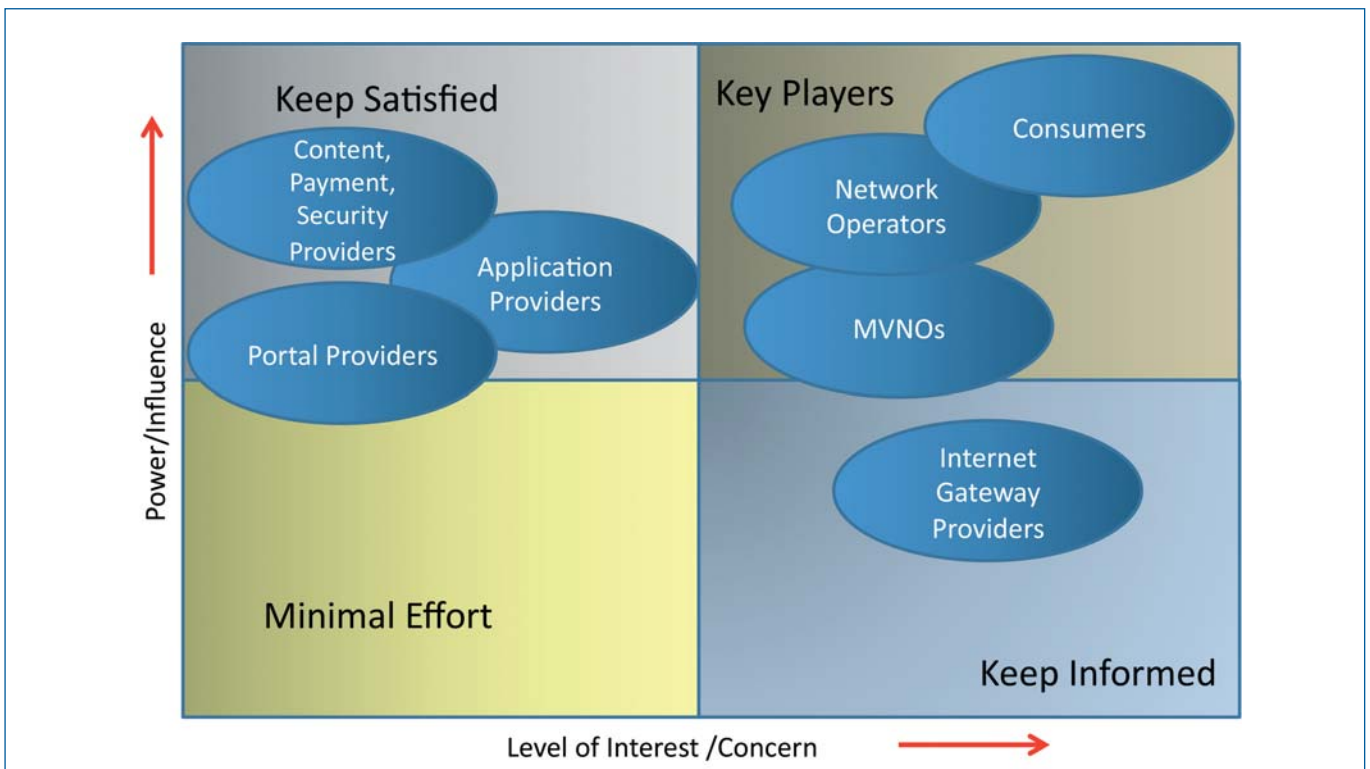 Keep Satisfied
Key Players
Content,
Payment,
Security
Providers
Consumers
Network
Operators
Application
Providers
MVNOs
Portal Providers
Power/Influence
Internet
Gateway
Providers
Minimal Effort
Keep Informed
Level of Interest /Concern